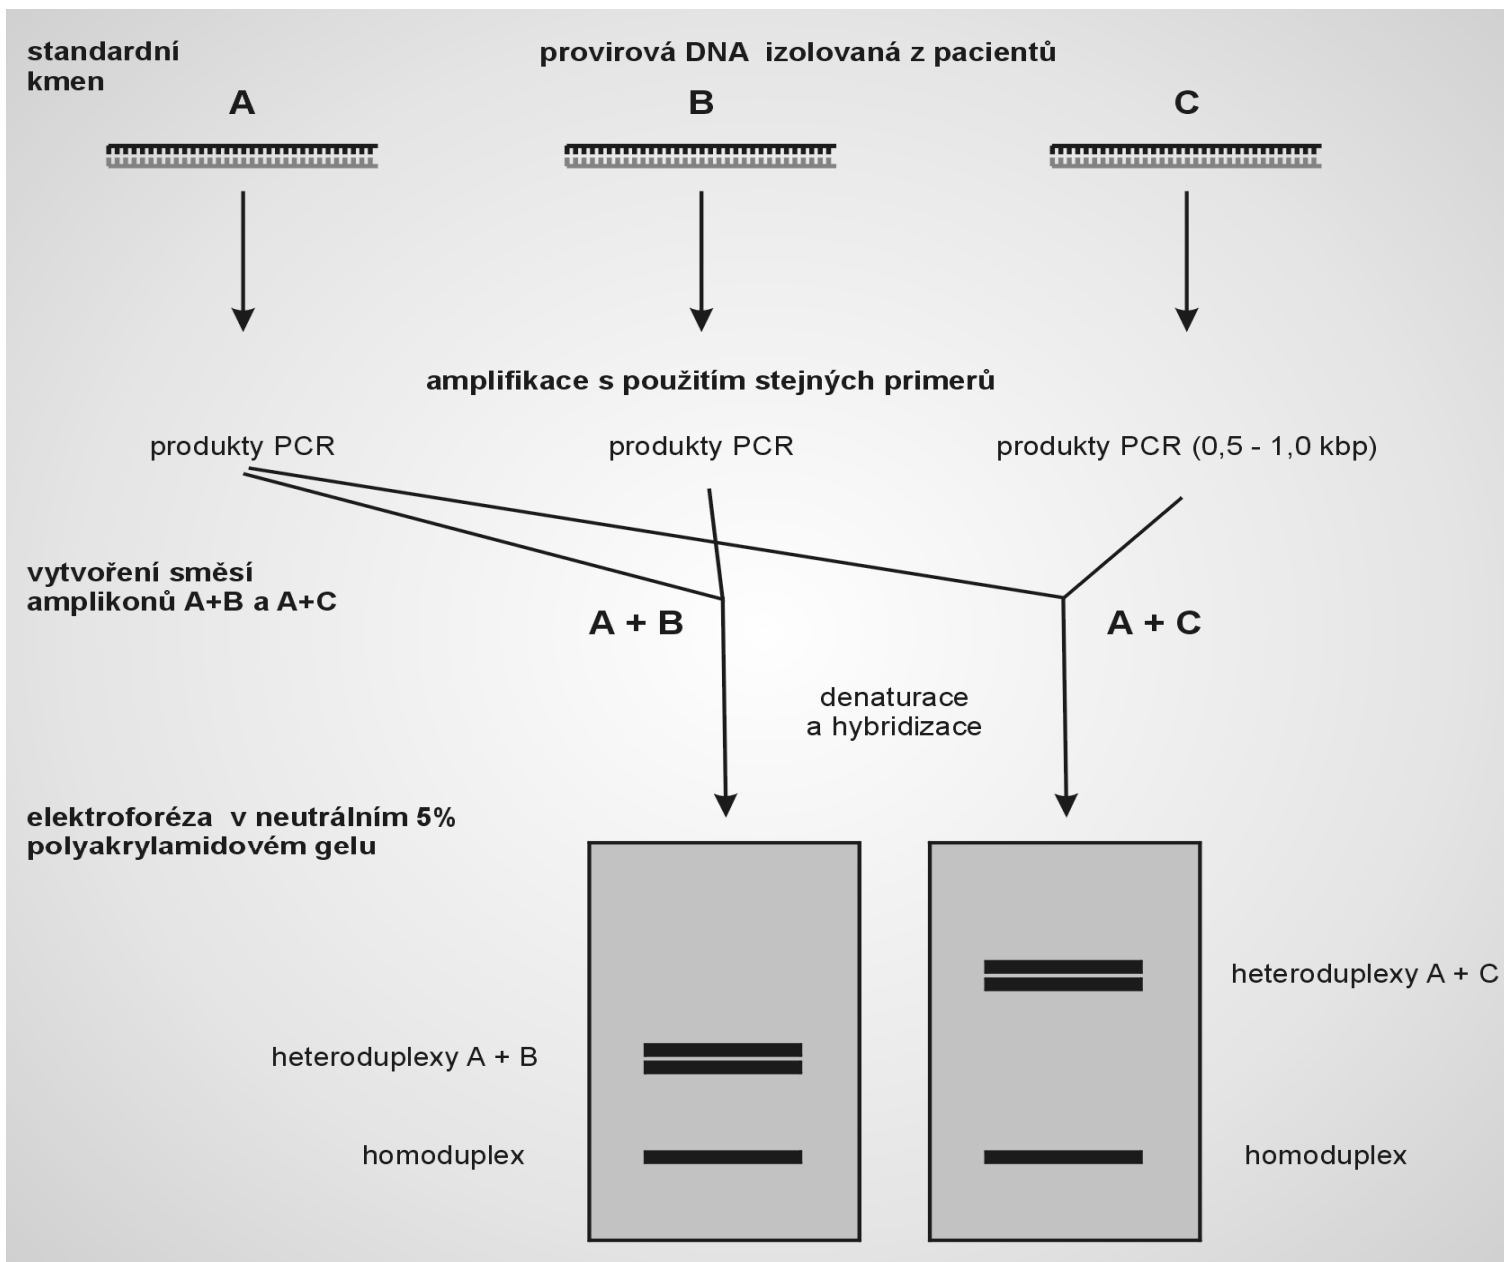 standardní
kmen
provirová DNA izolovaná z pacientů
A
B
C
amplifikace s použitím stejných primerů
produkty PCR
produkty PCR
produkty PCR (0,5 - 1,0 kbp)
vytvoření směsí
amplikonů A+B a A+C
A + B
A + C
denaturace
a hybridizace
elektroforéza v neutrálním 5%
polyakrylamidovém gelu
heteroduplexy A + C
heteroduplexy A + B
homoduplex
homoduplex